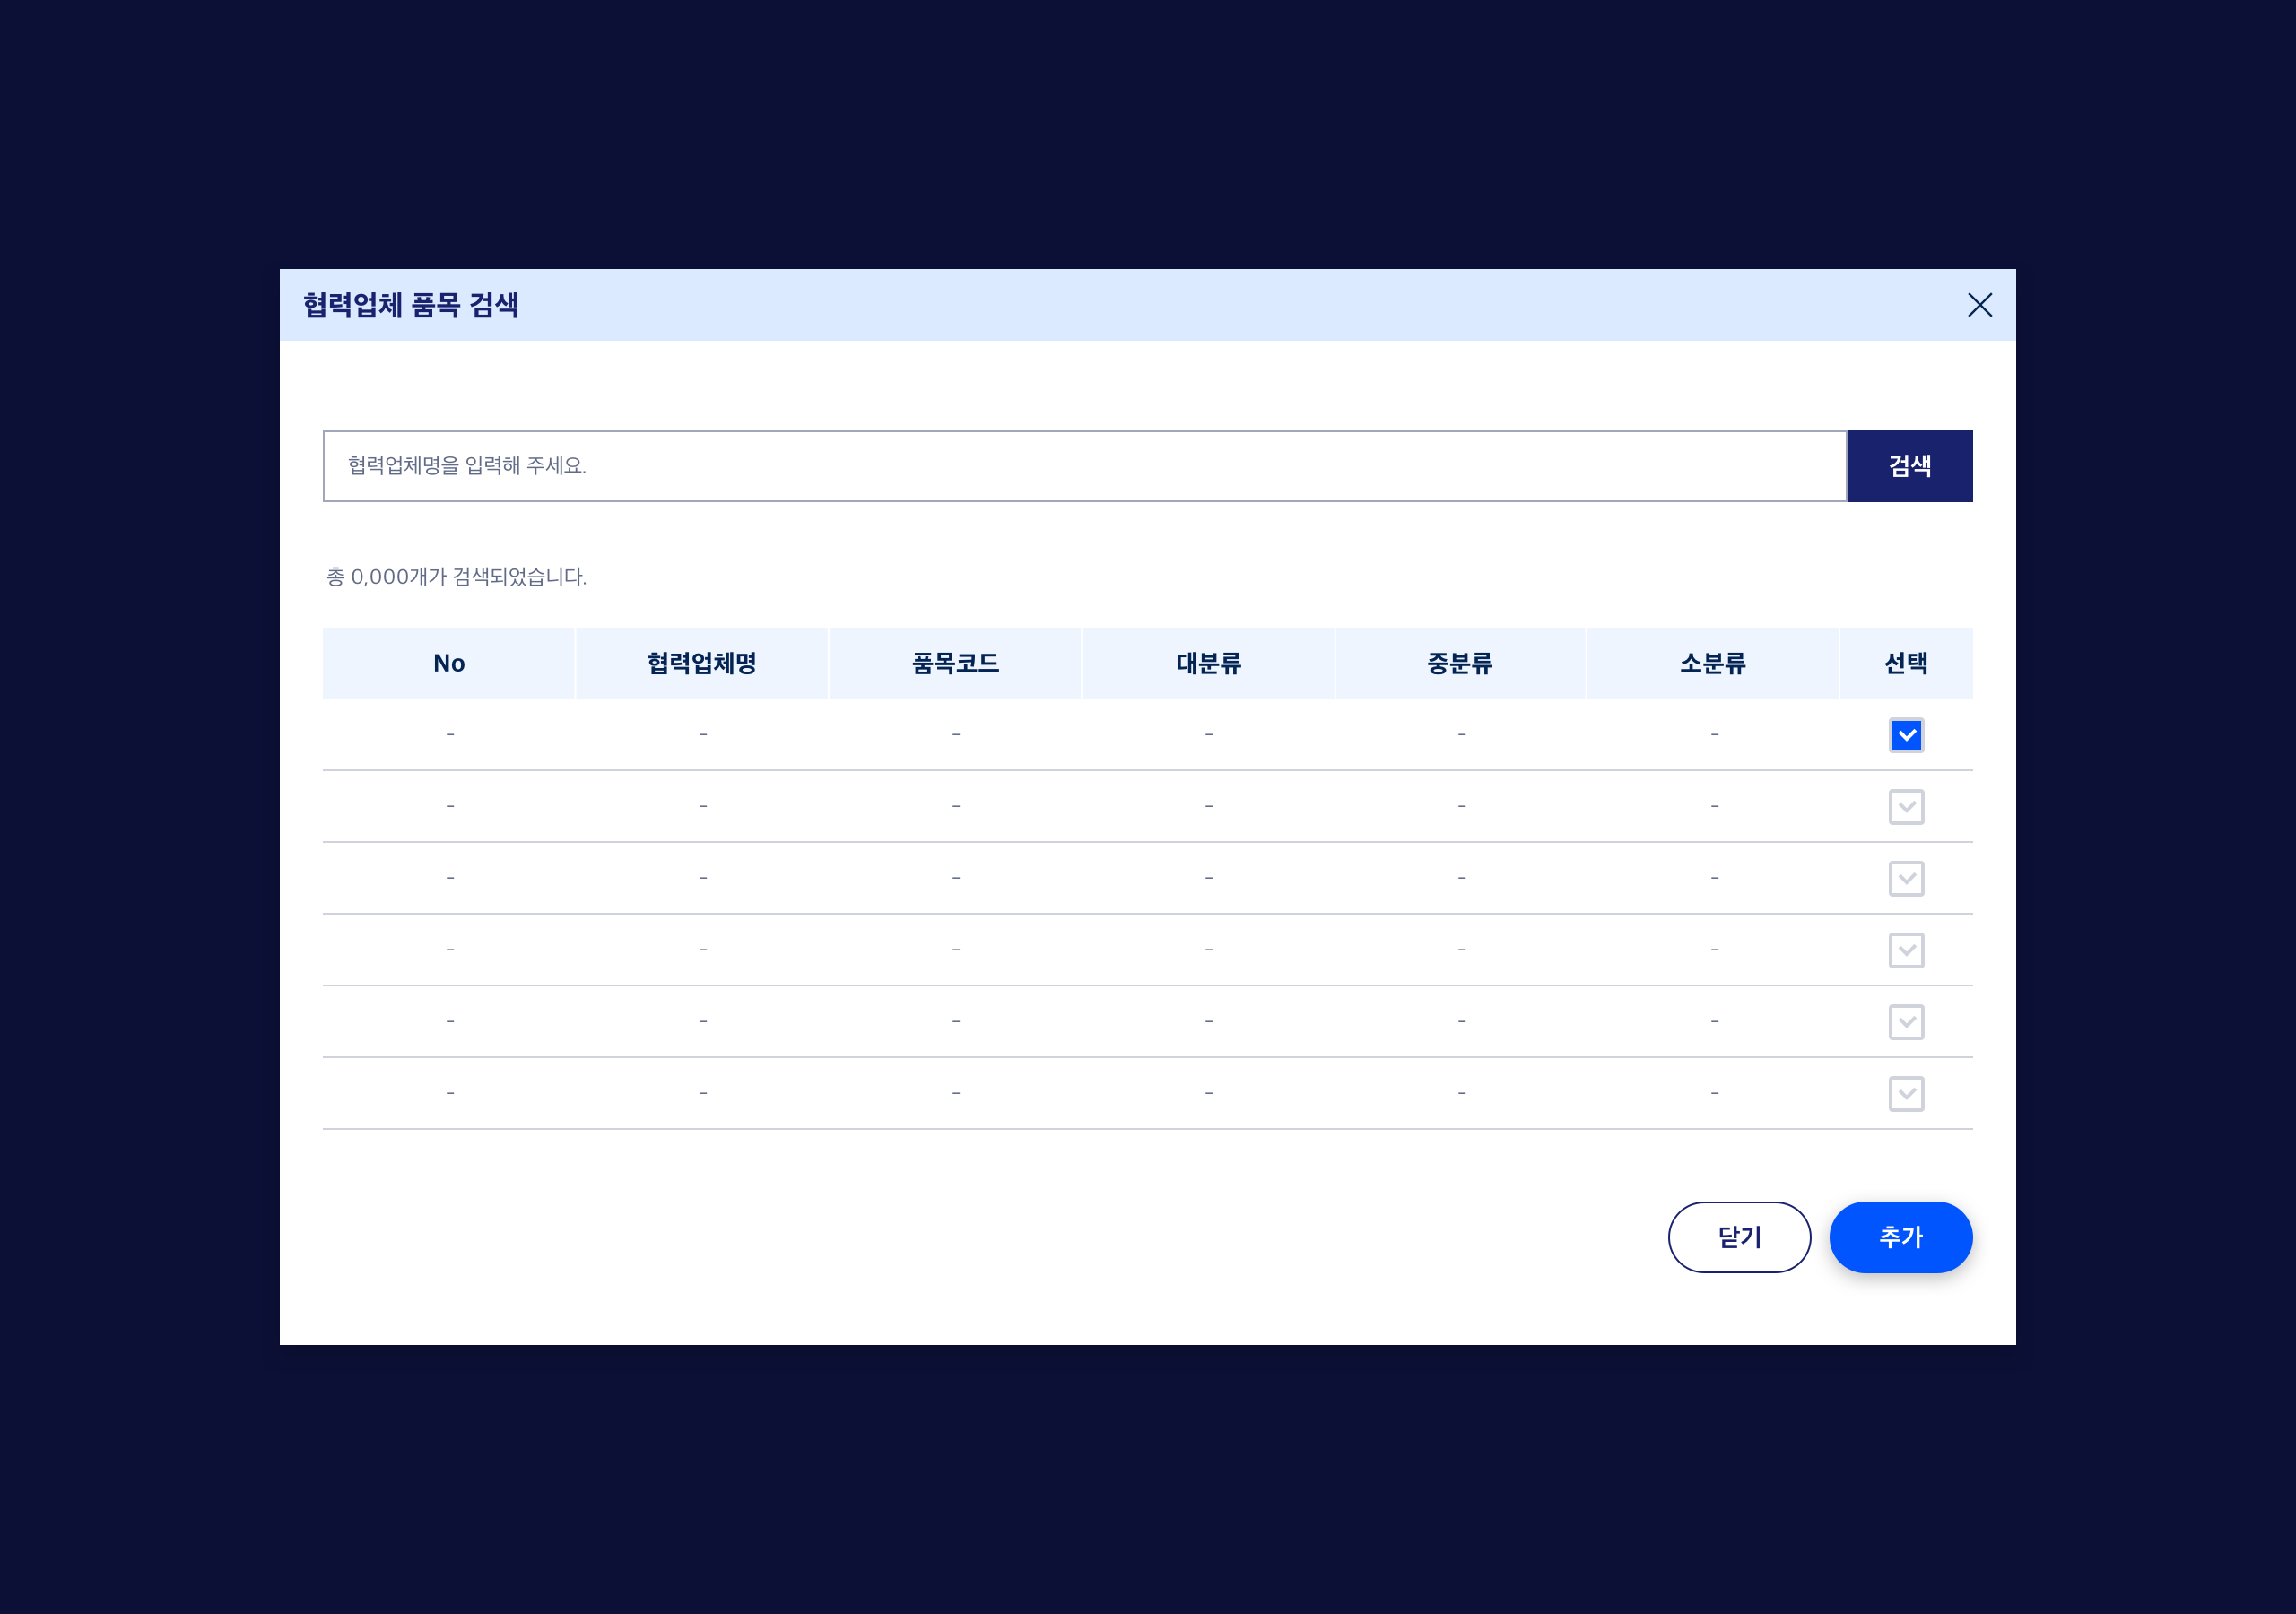 협력업체 품목 검색
협력업체명을 입력해 주세요.
검색
총 0,000개가 검색되었습니다.
No 협력업체명 품목코드 대분류 중분류 소분류 선택
- - - - - -
- - - - - -
- - - - - -
- - - - - -
- - - - - -
- - - - - -
닫기 추가